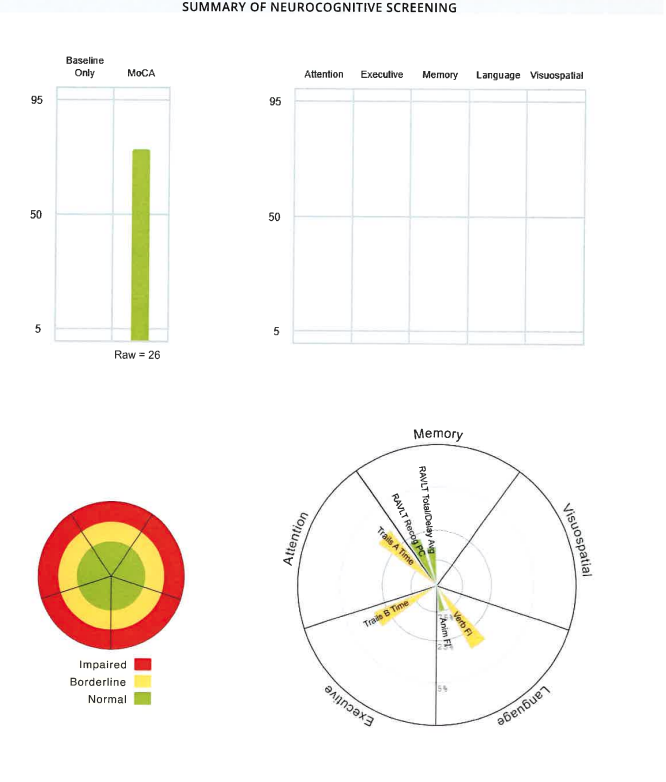 SUMMARY OF NEUROCOGNITIVE SCREENING
Baseline
Only
MoCA
95
50
5
Raw = 26
Attention
Executive
Memory
Language
Visuospatial
95
50
5
Impaired
Borderline
Normal
Memory
Visuospatial
Language
Executive
Attention
RAVLT Total/Delay Avg
RAVLT Recog PC
Trails A Time
Trails B Time
Anim Fl
Verb Fl